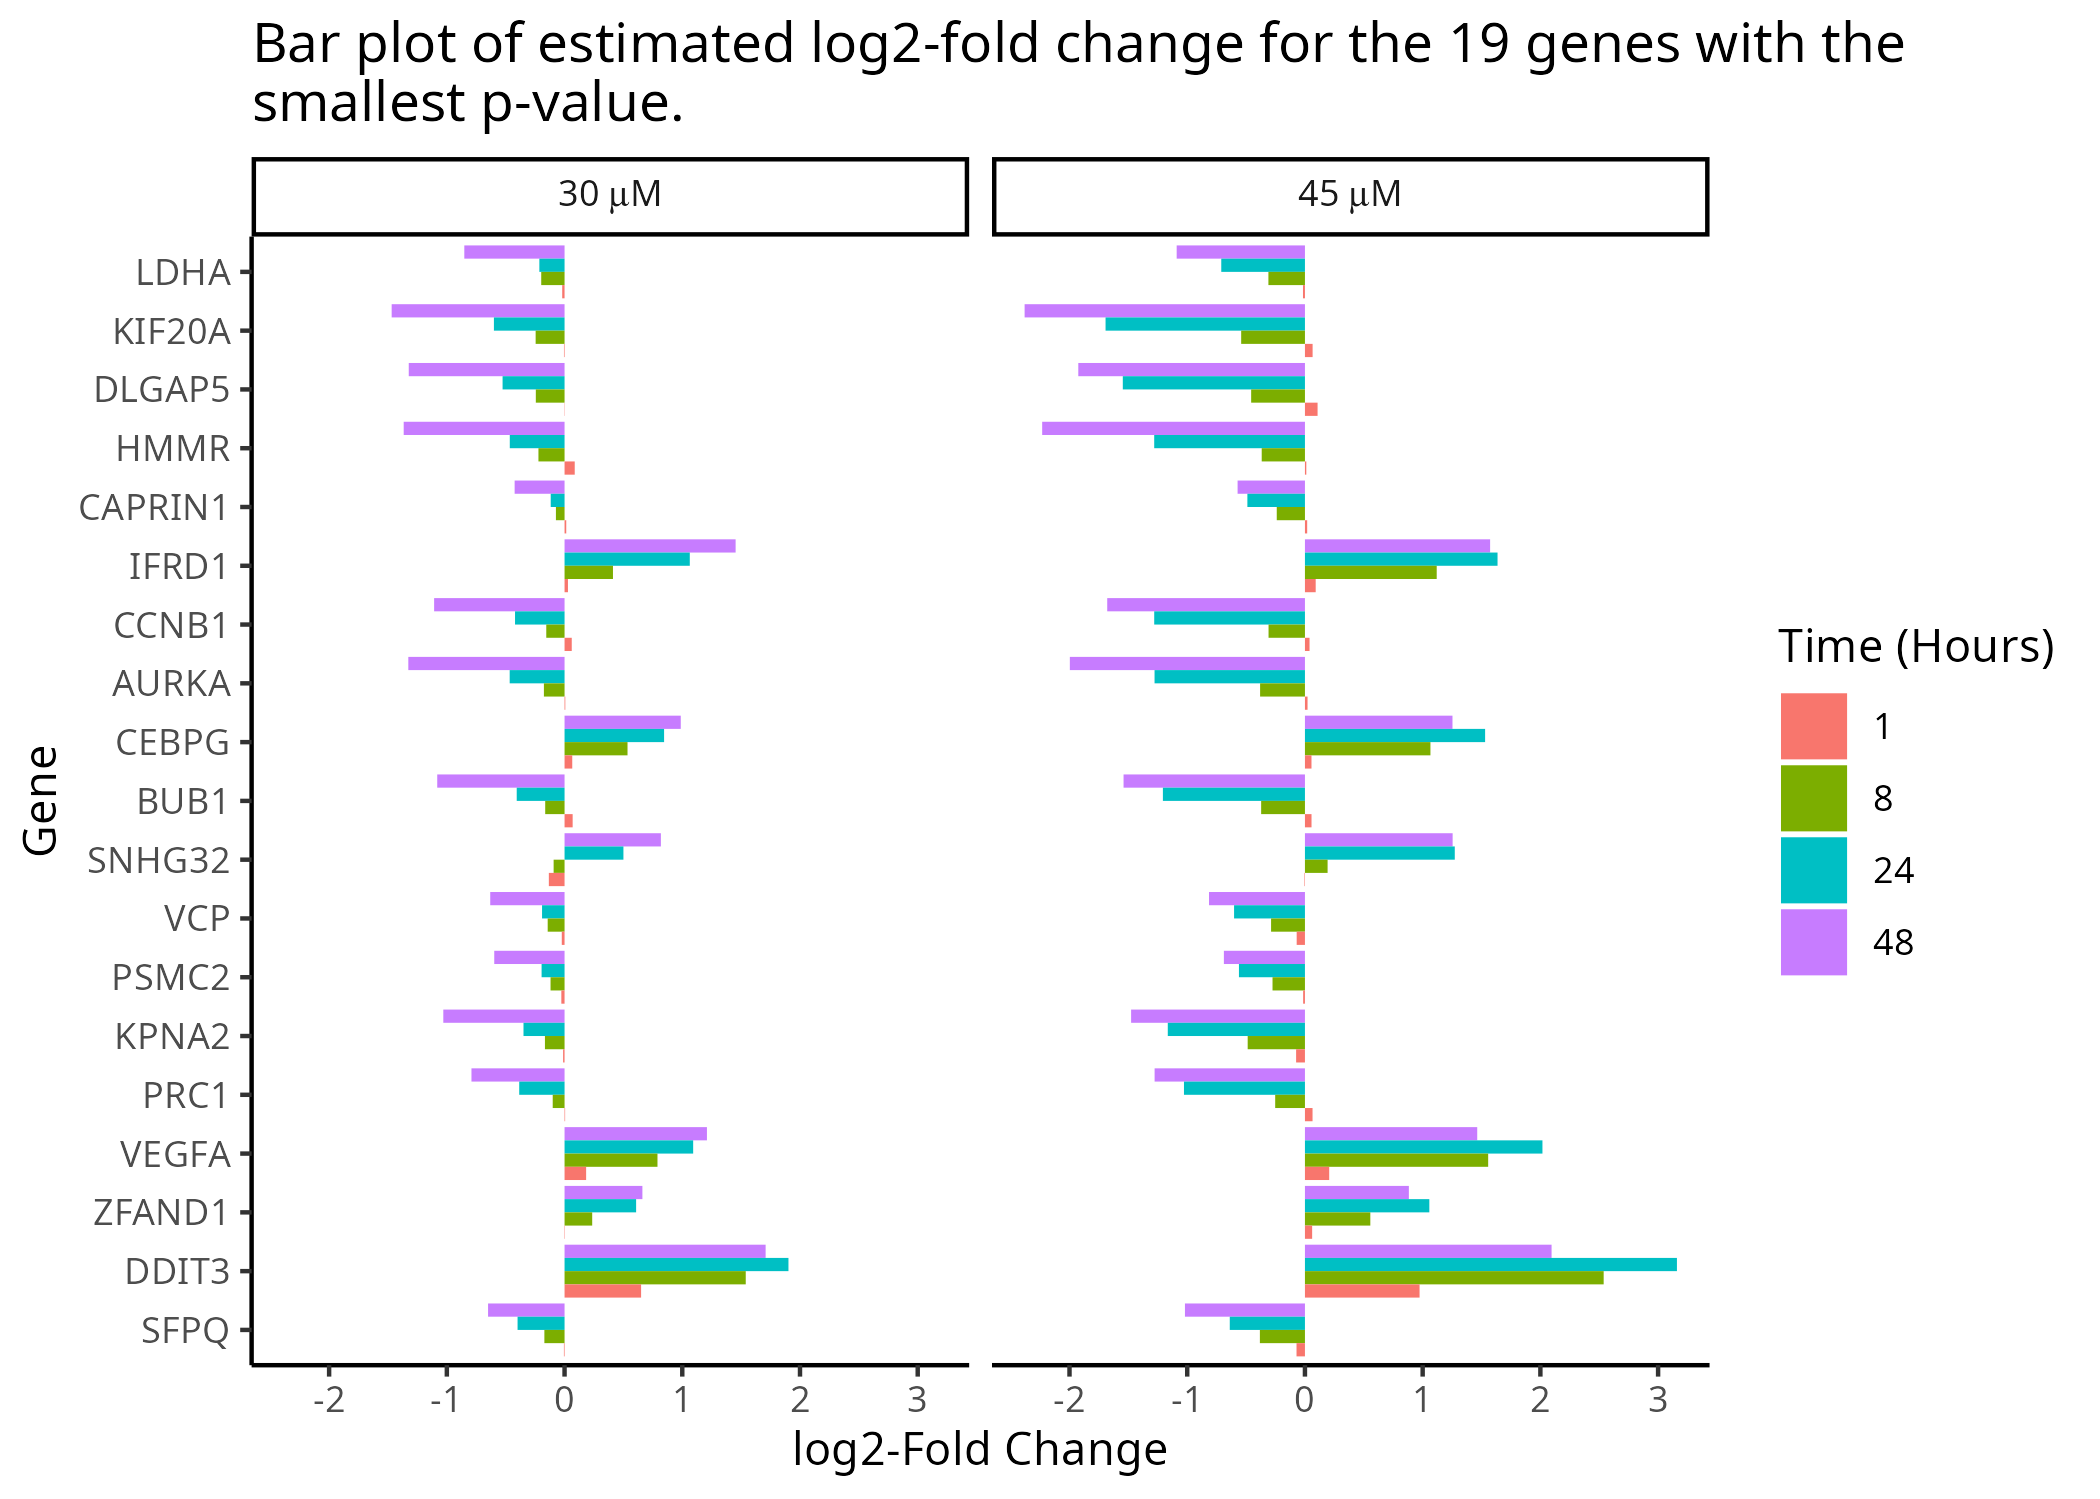 Bar plot of estimated log2-fold change for the 19 genes with the
smallest p-value.
30 µM
45 µM
LDHA
KIF20A
DLGAP5
HMMR
CAPRIN1
IFRD1
CCNB1
AURKA
CEBPG
BUB1
SNHG32
VCP
PSMC2
KPNA2
PRC1
VEGFA
ZFAND1
DDIT3
SFPQ
Gene
-2 -1 0 1 2 3
-2 -1 0 1 2 3
log2-Fold Change
Time (Hours)
1
8
24
48